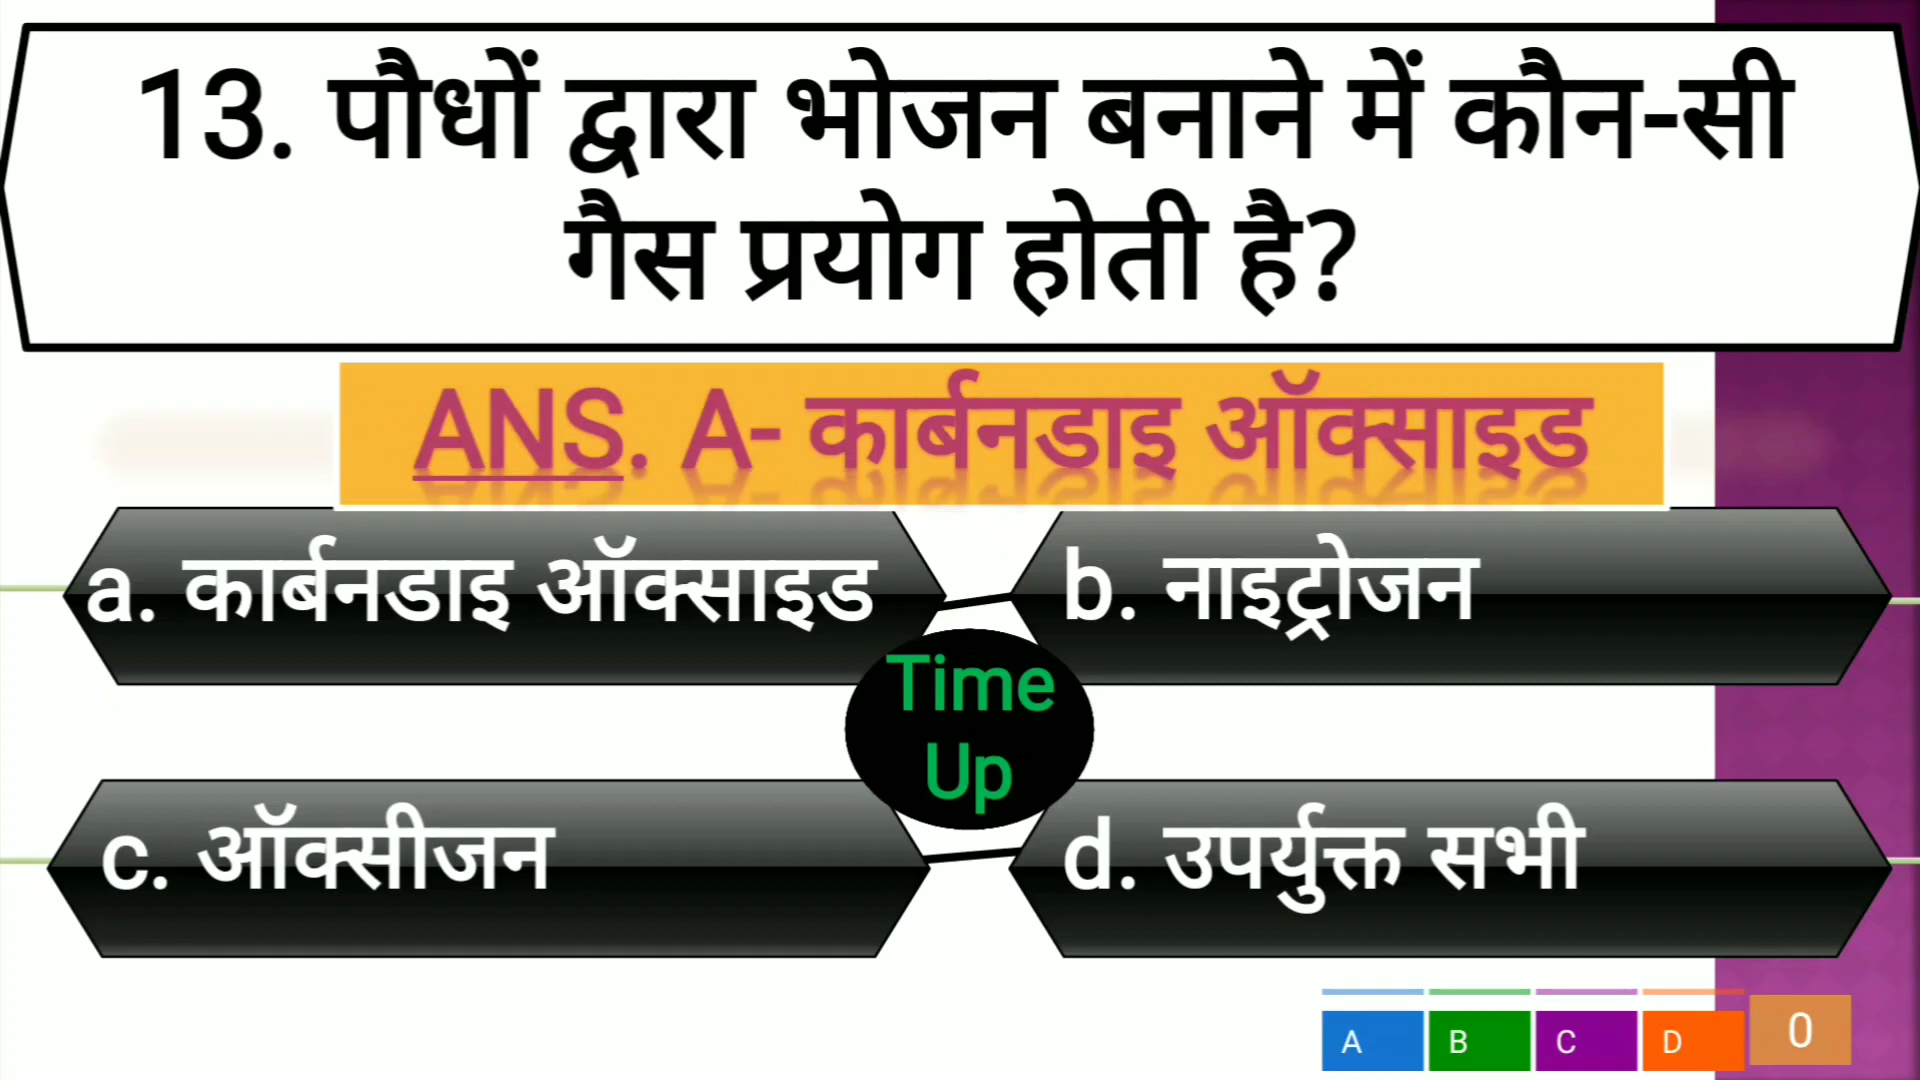 13. पौधों द्वारा भोजन बनाने में कौन-सी
गैस प्रयोग होती है?
ANS. A- कार्बनडाइ ऑक्साइड
a. कार्बनडाइ ऑक्साइड
b. नाइट्रोजन
Time
Up
c. ऑक्सीजन
d. उपर्युक्त सभी
A B C D 0